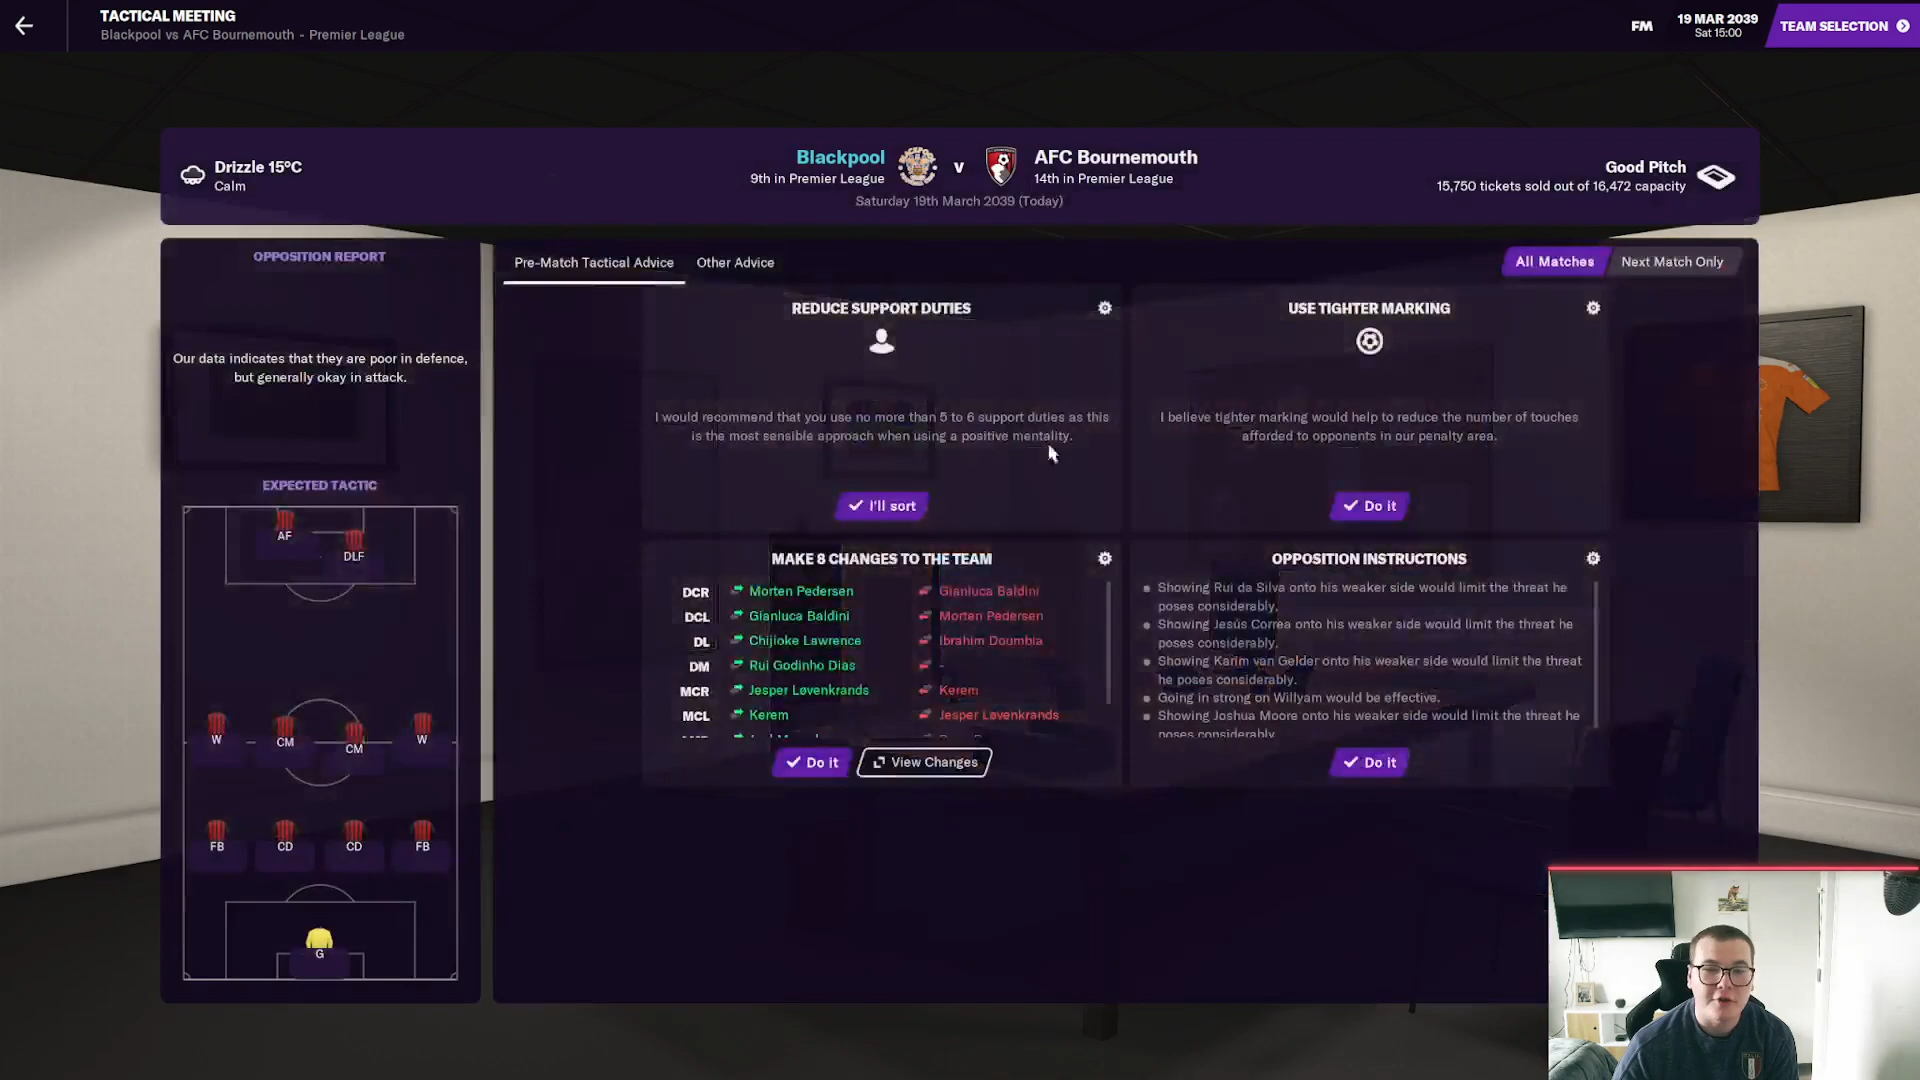 TACTICAL MEETING
Blackpool vs AFC Bournemouth - Premier League
FM
19 MAR 2039
Sat 15:00
TEAM SELECTION
Drizzle 15°C
Calm
Blackpool
9th in Premier League
v
AFC Bournemouth
14th in Premier League
Saturday 19th March 2039 (Today)
Good Pitch
15,750 tickets sold out of 16,472 capacity
OPPOSITION REPORT
Our data indicates that they are poor in defence,
but generally okay in attack.
EXPECTED TACTIC
AF
DLF
W
CM
CM
W
FB
CD
CD
FB
G
Pre-Match Tactical Advice
Other Advice
All Matches
Next Match Only
REDUCE SUPPORT DUTIES
I would recommend that you use no more than 5 to 6 support duties as this
is the most sensible approach when using a positive mentality.
I'll sort
USE TIGHTER MARKING
I believe tighter marking would help to reduce the number of touches
afforded to opponents in our penalty area.
Do it
MAKE 8 CHANGES TO THE TEAM
DCR Morten Pedersen Gianluca Baldini
DCL Gianluca Baldini Morten Pedersen
DL Chijioke Lawrence Ibrahim Doumbia
DM Rui Godinho Dias -
MCR Jesper Løvenkrands Kerem
MCL Kerem Jesper Løvenkrands
Do it
View Changes
OPPOSITION INSTRUCTIONS
Showing Rui da Silva onto his weaker side would limit the threat he
poses considerably.
Showing Jesús Correa onto his weaker side would limit the threat he
poses considerably.
Showing Karim van Gelder onto his weaker side would limit the threat
he poses considerably.
Going in strong on Willyam would be effective.
Showing Joshua Moore onto his weaker side would limit the threat he
poses considerably.
Do it